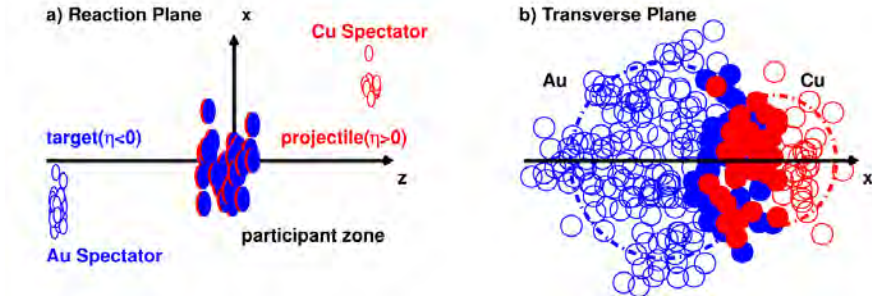 a) Reaction Plane
x
Cu Spectator
target(η<0)
projectile(η>0)
z
participant zone
Au Spectator
b) Transverse Plane
Au
Cu
x